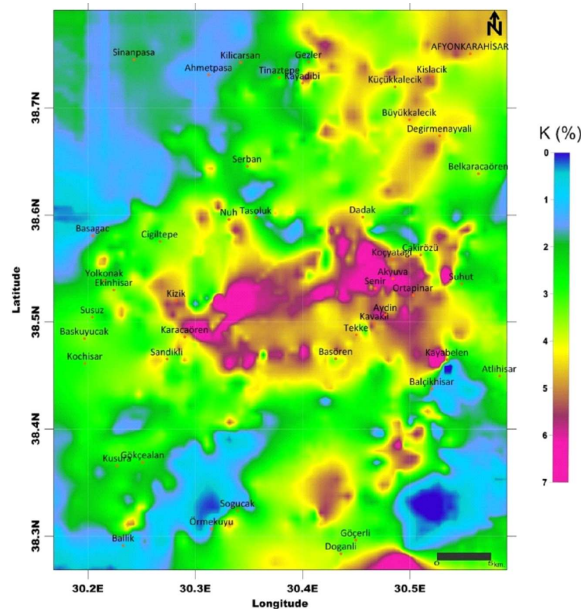 N
AFYONKARAHİSAR
Sinanpasa
Kilicarsan
Gezler
Ahmetpasa
Tinaztepe
Kayadibi
Kislacik
Küçükkalecik
Büyükkalecik
Degirmenayvali
Serban
Belkaracaören
Nuh
Tasoluk
Dadak
Basagac
Cigiltepe
Koçyatagi
Çakirözü
Yolkonak
Ekinhisar
Akyuva
Suhut
Senir
Ortapinar
Kizik
Susuz
Aydin
Kavakli
Baskuyucak
Karacaören
Tekke
Kochisar
Sandikli
Basören
Kayabelen
Balçikhisar
Atlihisar
Kusura
Gökçealan
Sogucak
Örmekuyu
Ballik
Göçerli
Doganli
0
5
km
38.7N
38.6N
38.5N
38.4N
38.3N
Latitude
30.2E
30.3E
30.4E
30.5E
Longitude
K (%)
0
1
2
3
4
5
6
7